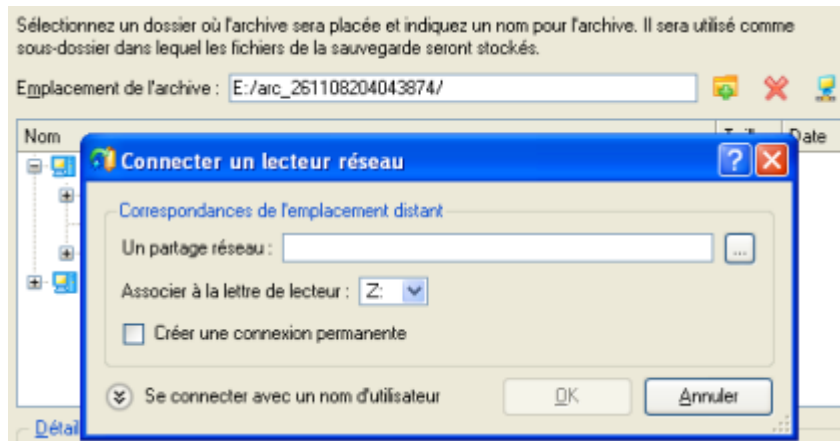 Sélectionnez un dossier où l'archive sera placée et indiquez un nom pour l'archive. Il sera utilisé comme
sous-dossier dans lequel les fichiers de la sauvegarde seront stockés.
Emplacement de l'archive : E:/arc_261108204043874/
Nom Date
Connecter un lecteur réseau
Correspondances de l'emplacement distant
Un partage réseau : ...
Associer à la lettre de lecteur : Z:
Créer une connexion permanente
Se connecter avec un nom d'utilisateur OK Annuler